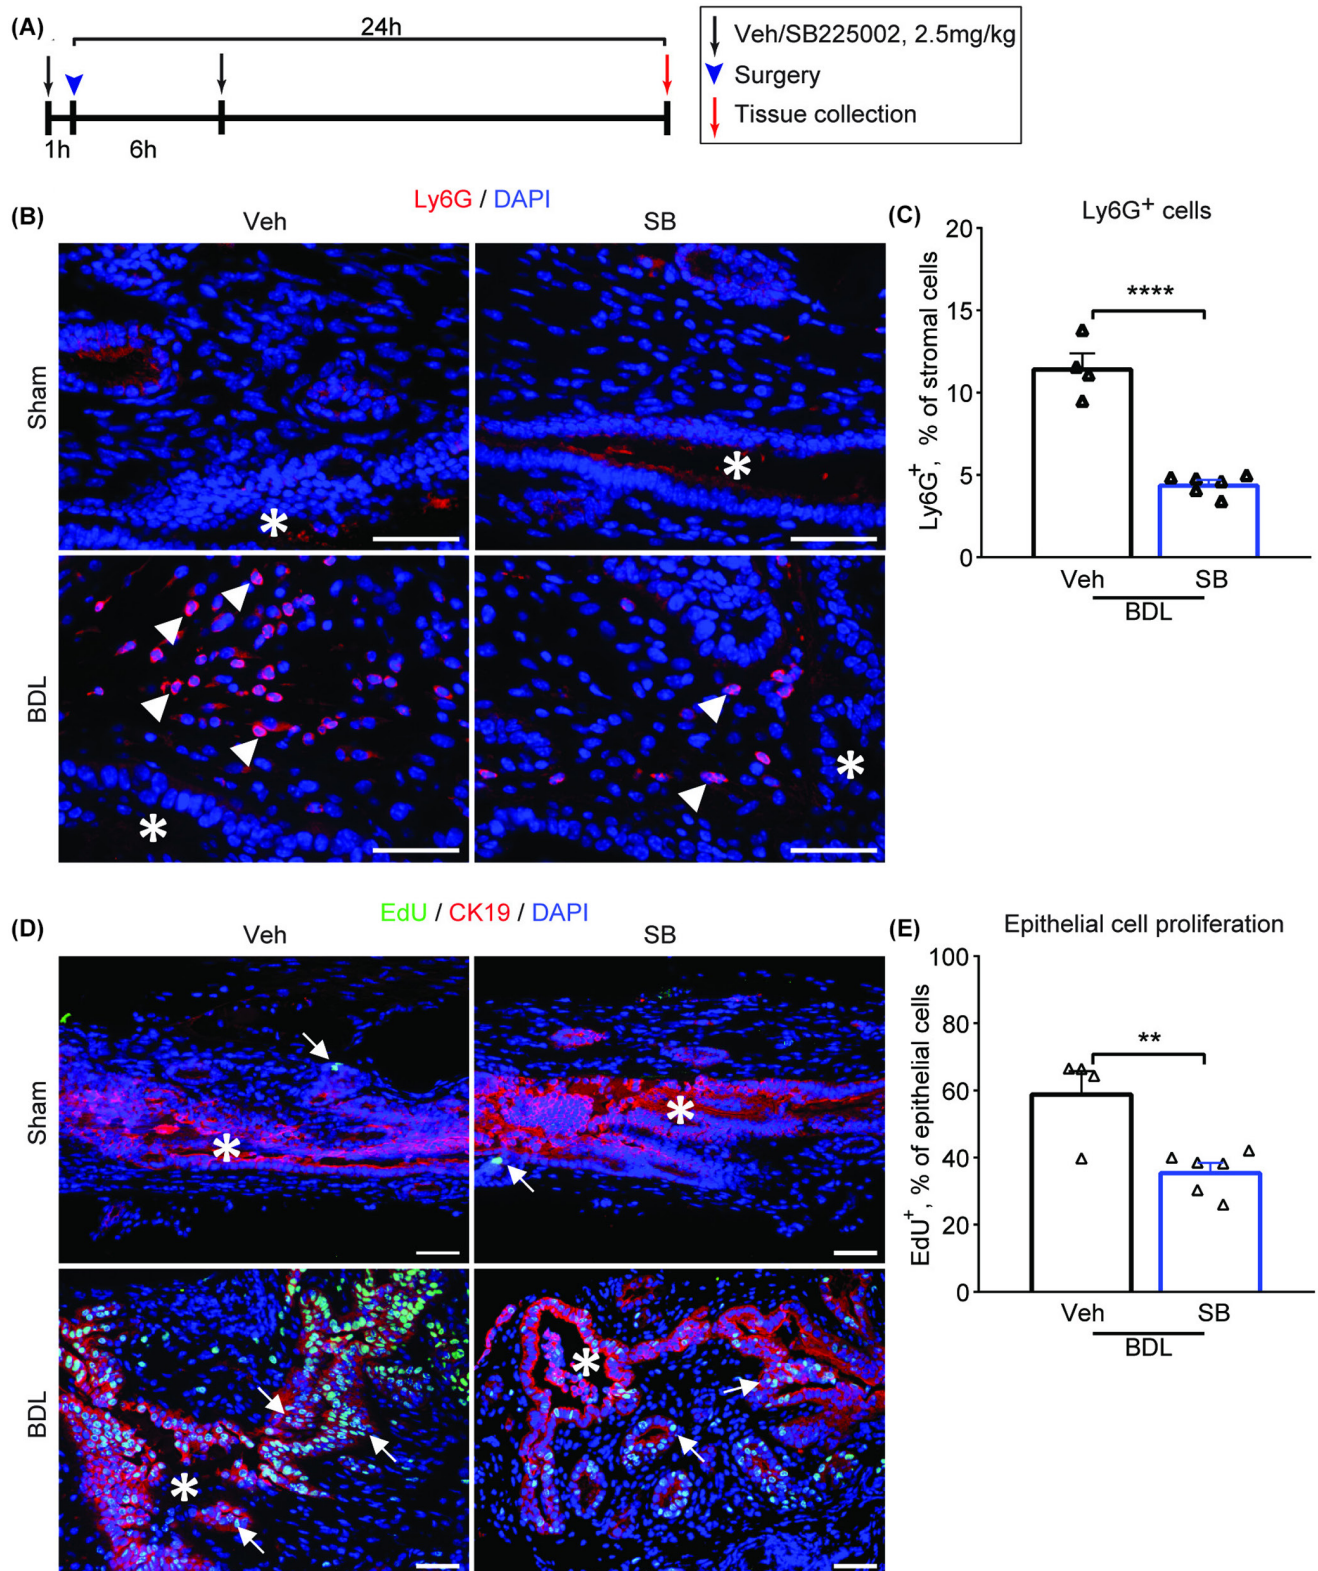 (A)
24h
1h
6h
Veh/SB225002, 2.5mg/kg
Surgery
Tissue collection
(B)
Ly6G / DAPI
Veh
SB
Sham
BDL
(C)
Ly6G+ cells
Ly6G+, % of stromal cells
20
15
10
5
0
****
Veh
SB
BDL
(D)
EdU / CK19 / DAPI
Veh
SB
Sham
BDL
(E)
Epithelial cell proliferation
EdU+, % of epithelial cells
100
80
60
40
20
0
**
Veh
SB
BDL